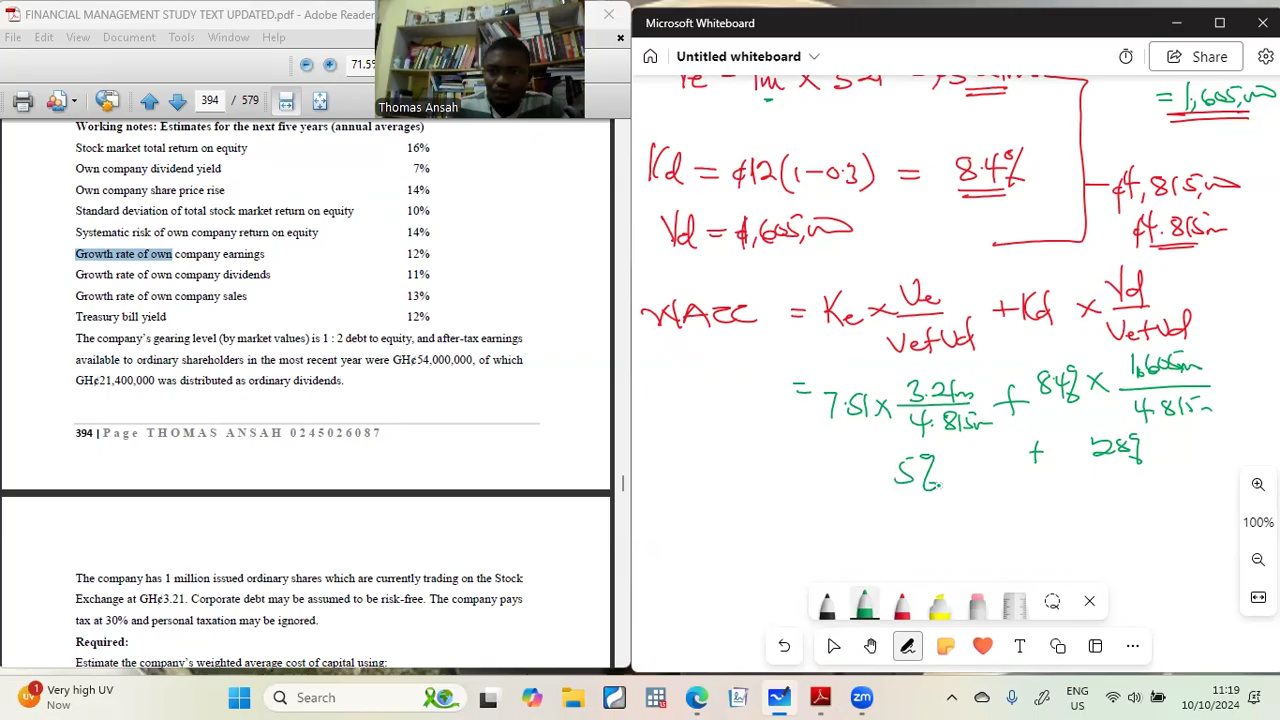 FINANCIAL MANAGEMENT STUDY TEXT UPDATED.pdf - Adobe Reader
File View Document Tools Window Help
394 / 579
71.5%
Thomas Ansah
Working notes: Estimates for the next five years (annual averages)
Stock market total return on equity 16%
Own company dividend yield 7%
Own company share price rise 14%
Standard deviation of total stock market return on equity 10%
Systematic risk of own company return on equity 14%
Growth rate of own company earnings 12%
Growth rate of own company dividends 11%
Growth rate of own company sales 13%
Treasury bill yield 12%
The company's gearing level (by market values) is 1 : 2 debt to equity, and after-tax earnings
available to ordinary shareholders in the most recent year were GH¢54,000,000, of which
GH¢21,400,000 was distributed as ordinary dividends.
394 | Page THOMAS ANSAH 0245026087
The company has 1 million issued ordinary shares which are currently trading on the Stock
Exchange at GH¢3.21. Corporate debt may be assumed to be risk-free. The company pays
tax at 30% and personal taxation may be ignored.
Required:
Estimate the company's weighted average cost of capital using:
Microsoft Whiteboard
Untitled whiteboard
Share
= 1,605,000
Kd = ¢12(1-0.3) = 8.4%
Vd = ¢1,605,000
¢4,815,000
¢4.815m
WACC = Ke × Ve/Ve+Vd + Kd × Vd/Ve+Vd
= 7.51 × 3.21m/4.815m + 8.4% × 1.605m/4.815m
5% + 2.8%
100%
Very high UV
Now
Search
ENG
US
11:19
10/10/2024